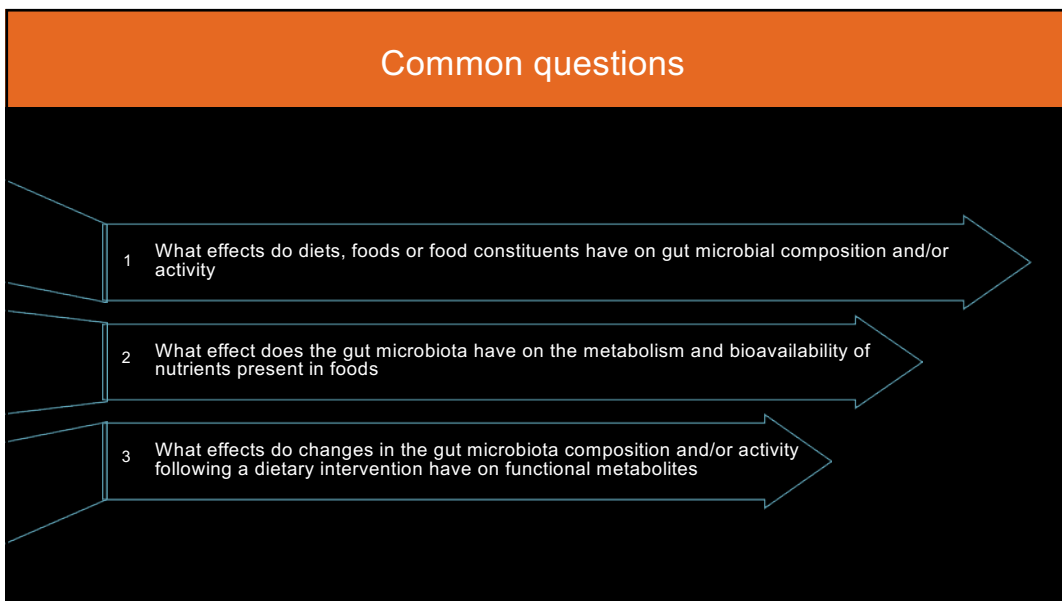 Common questions
1
What effects do diets, foods or food constituents have on gut microbial composition and/or
activity
2
What effect does the gut microbiota have on the metabolism and bioavailability of
nutrients present in foods
3
What effects do changes in the gut microbiota composition and/or activity
following a dietary intervention have on functional metabolites